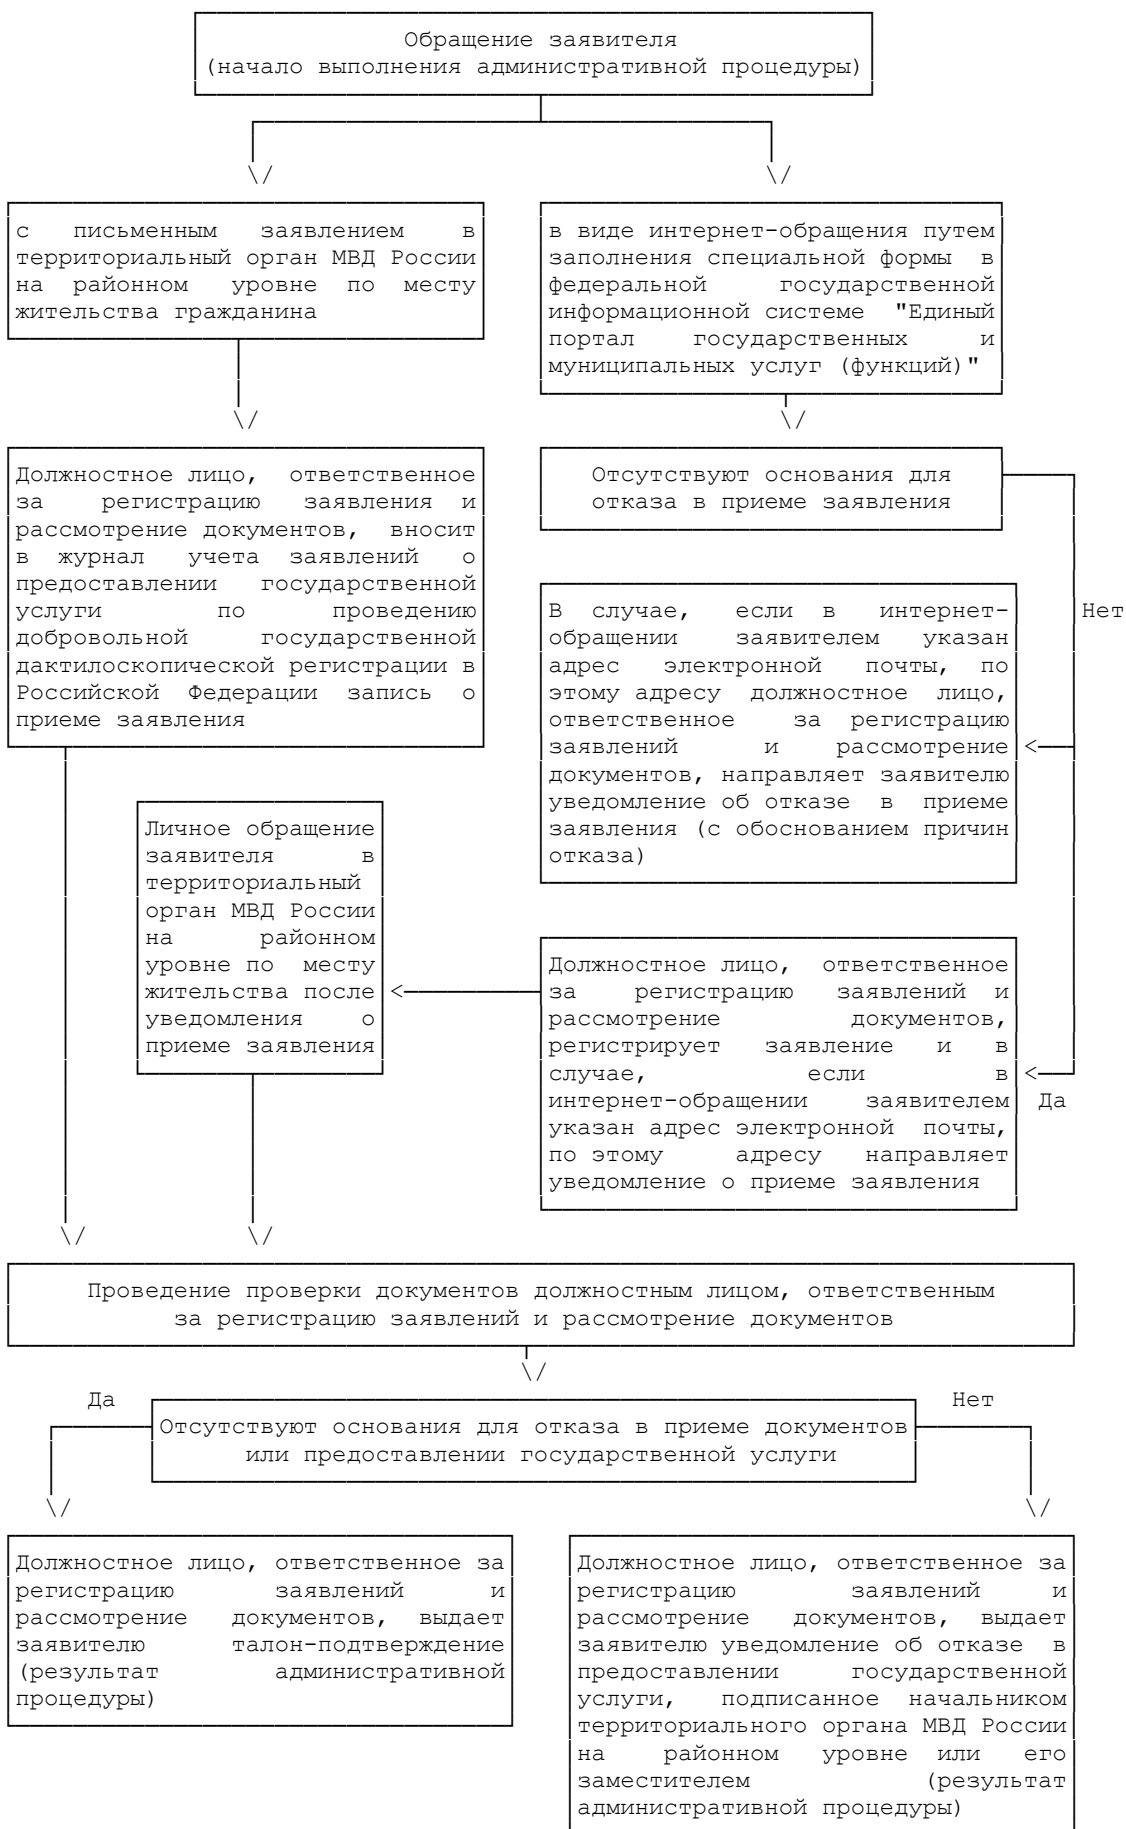 Обращение заявителя
(начало выполнения административной процедуры)
с письменным заявлением в
территориальный орган МВД России
на районном уровне по месту
жительства гражданина
в виде интернет-обращения путем
заполнения специальной формы в
федеральной государственной
информационной системе "Единый
портал государственных и
муниципальных услуг (функций)"
Должностное лицо, ответственное
за регистрацию заявления и
рассмотрение документов, вносит
в журнал учета заявлений о
предоставлении государственной
услуги по проведению
добровольной государственной
дактилоскопической регистрации в
Российской Федерации запись о
приеме заявления
Отсутствуют основания для
отказа в приеме заявления
Нет
В случае, если в интернет-
обращении заявителем указан
адрес электронной почты, по
этому адресу должностное лицо,
ответственное за регистрацию
заявлений и рассмотрение
документов, направляет заявителю
уведомление об отказе в приеме
заявления (с обоснованием причин
отказа)
Личное обращение
заявителя в
территориальный
орган МВД России
на районном
уровне по месту
жительства после
уведомления о
приеме заявления
Должностное лицо, ответственное
за регистрацию заявлений и
рассмотрение документов,
регистрирует заявление и в
случае, если в
интернет-обращении заявителем
указан адрес электронной почты,
по этому адресу направляет
уведомление о приеме заявления
Да
Проведение проверки документов должностным лицом, ответственным
за регистрацию заявлений и рассмотрение документов
Да
Нет
Отсутствуют основания для отказа в приеме документов
или предоставлении государственной услуги
Должностное лицо, ответственное за
регистрацию заявлений и
рассмотрение документов, выдает
заявителю талон-подтверждение
(результат административной
процедуры)
Должностное лицо, ответственное за
регистрацию заявлений и
рассмотрение документов, выдает
заявителю уведомление об отказе в
предоставлении государственной
услуги, подписанное начальником
территориального органа МВД России
на районном уровне или его
заместителем (результат
административной процедуры)